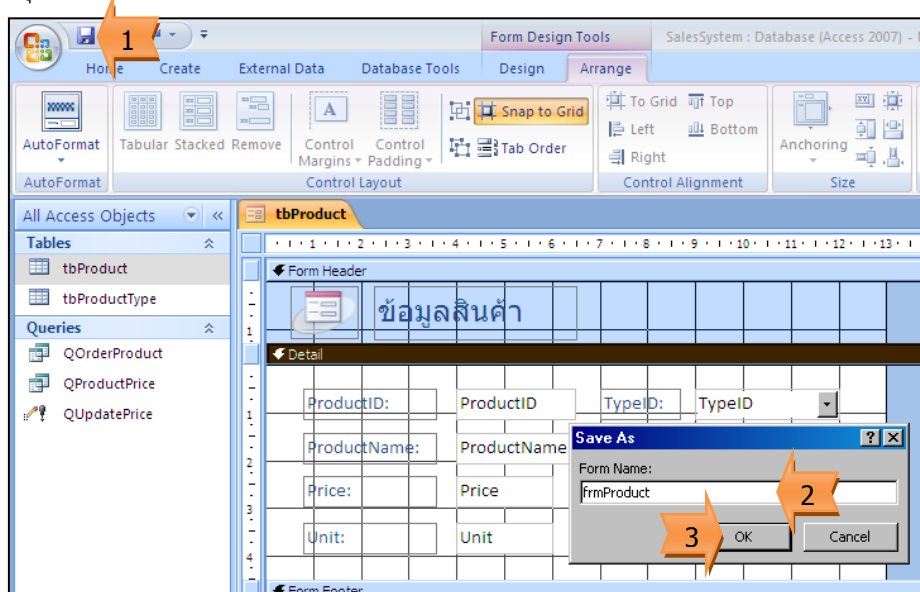 1
Form Design Tools SalesSystem : Database (Access 2007) -
Home Create External Data Database Tools Design Arrange
AutoFormat
Tabular Stacked Remove
Control Margins
Control Padding
Snap to Grid
Tab Order
To Grid Top
Left Bottom
Right
Anchoring
AutoFormat Control Layout Control Alignment Size
All Access Objects
tbProduct
Tables
tbProduct
tbProductType
Queries
QOrderProduct
QProductPrice
QUpdatePrice
1 2 3 4 5 6 7 8 9 10 11 12 13
Form Header
ข้อมูลสินค้า
1
Detail
ProductID: ProductID TypeID: TypeID
1
ProductName: ProductName
2
Price: Price
3
Unit: Unit
4
Form Footer
Save As
Form Name:
frmProduct
2
3
OK Cancel